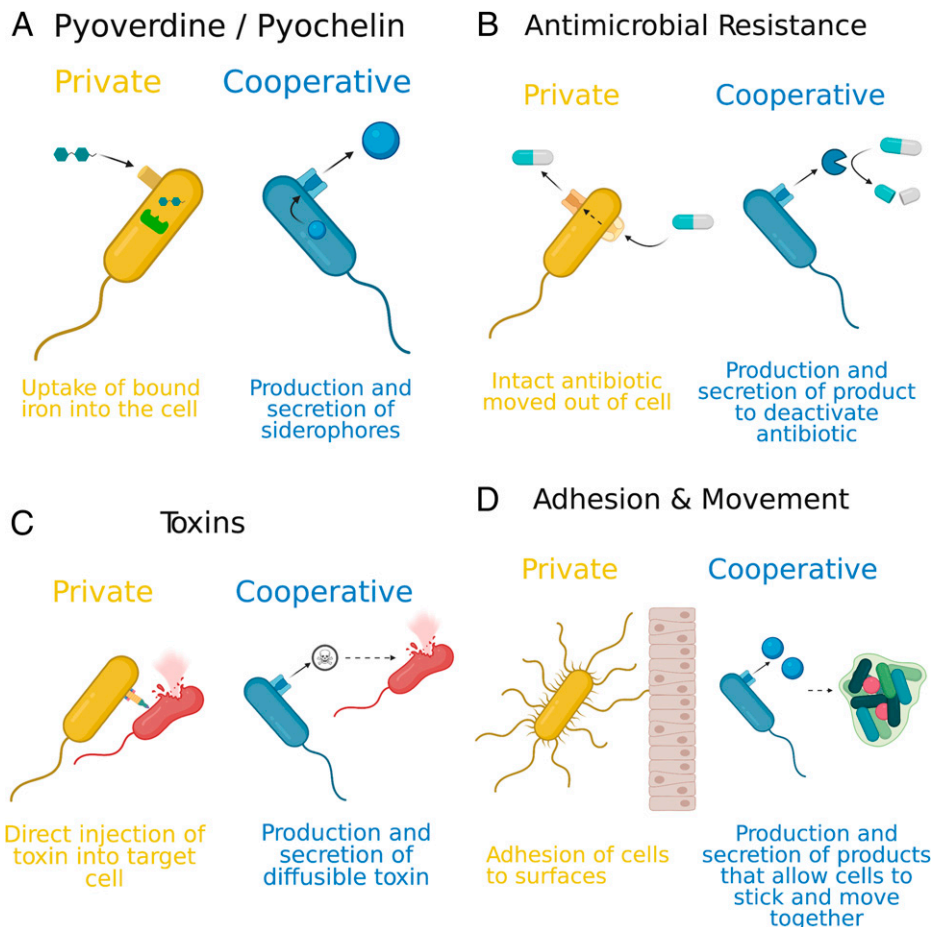 A Pyoverdine / Pyochelin
Private
Cooperative
Uptake of bound
iron into the cell
Production and
secretion of
siderophores
B Antimicrobial Resistance
Private
Cooperative
Intact antibiotic
moved out of cell
Production and
secretion of product
to deactivate
antibiotic
C Toxins
Private
Cooperative
Direct injection of
toxin into target
cell
Production and
secretion of
diffusible toxin
D Adhesion & Movement
Private
Cooperative
Adhesion of cells
to surfaces
Production and
secretion of products
that allow cells to
stick and move
together